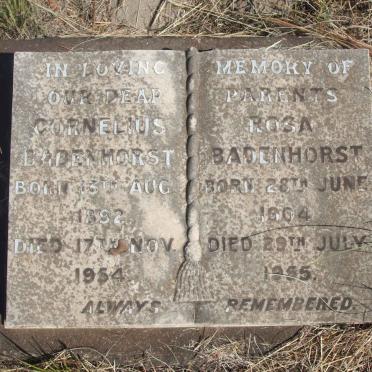 IN LOVING MEMORY OF
OUR DEAR PARENTS
CORNELIUS
BADENHORST
BORN 13TH AUG
1892
DIED 17TH NOV.
1954
ROSA
BADENHORST
BORN 28TH JUNE
1904
DIED 29TH JULY
1965.
ALWAYS REMEMBERED.